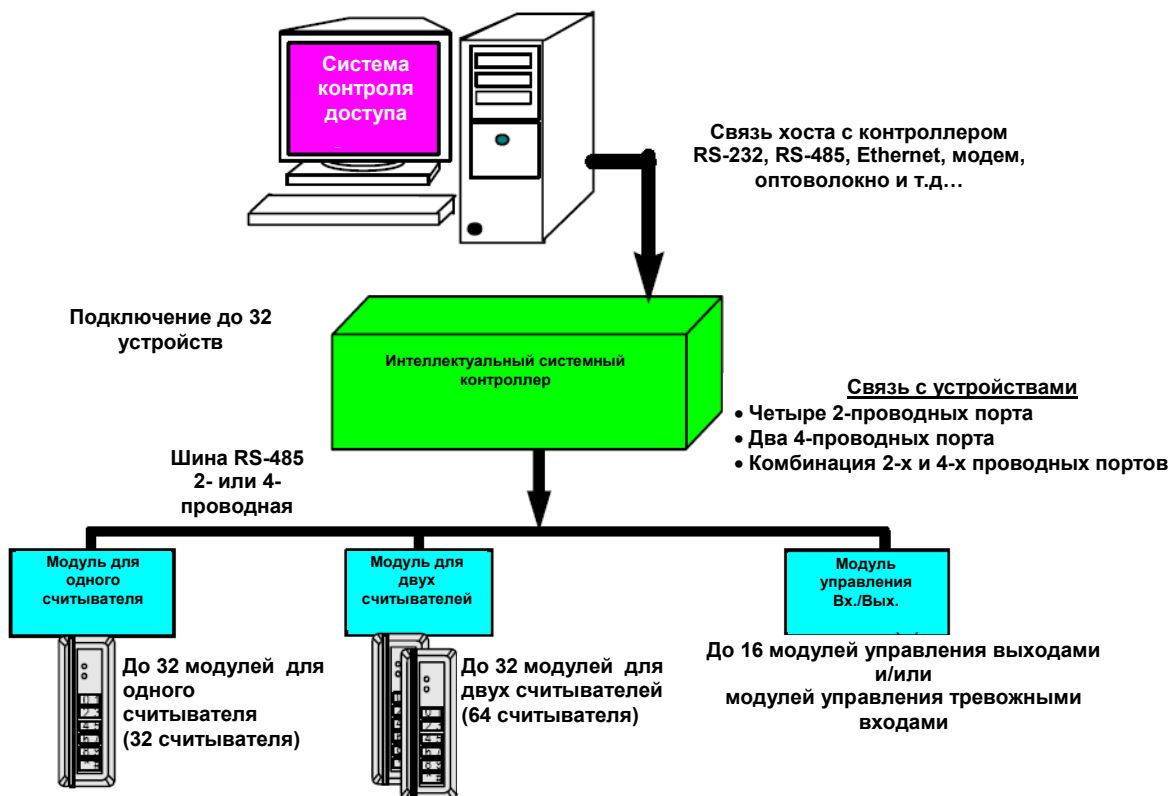 Система
контроля
доступа
Связь хоста с контроллером
RS-232, RS-485, Ethernet, модем,
оптоволокно и т.д…
Подключение до 32
устройств
Интеллектуальный системный
контроллер
Связь с устройствами
• Четыре 2-проводных порта
• Два 4-проводных порта
• Комбинация 2-х и 4-х проводных портов
Шина RS-485
2- или 4-
проводная
Модуль для
одного
считывателя
Модуль для
двух
считывателей
Модуль
управления
Вх./Вых.
До 32 модулей для
одного
считывателя
(32 считывателя)
До 32 модулей для
двух считывателей
(64 считывателя)
До 16 модулей управления выходами
и/или
модулей управления тревожными
входами